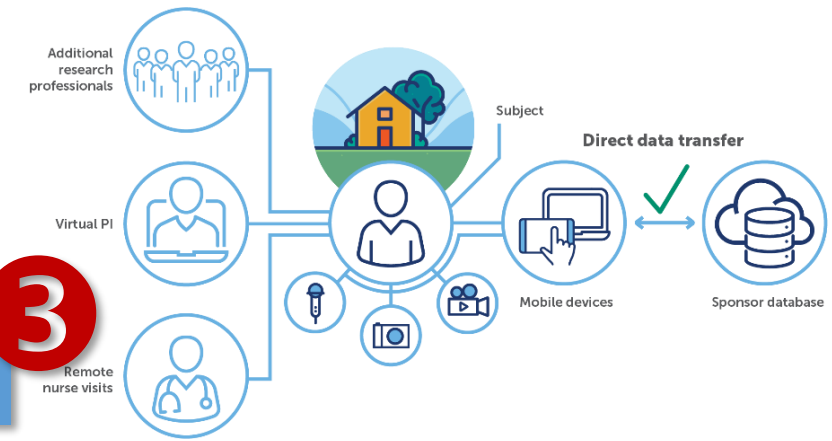 Additional
research
professionals
Subject
Direct data transfer
Virtual PI
Mobile devices
Sponsor database
3
Remote
nurse visits